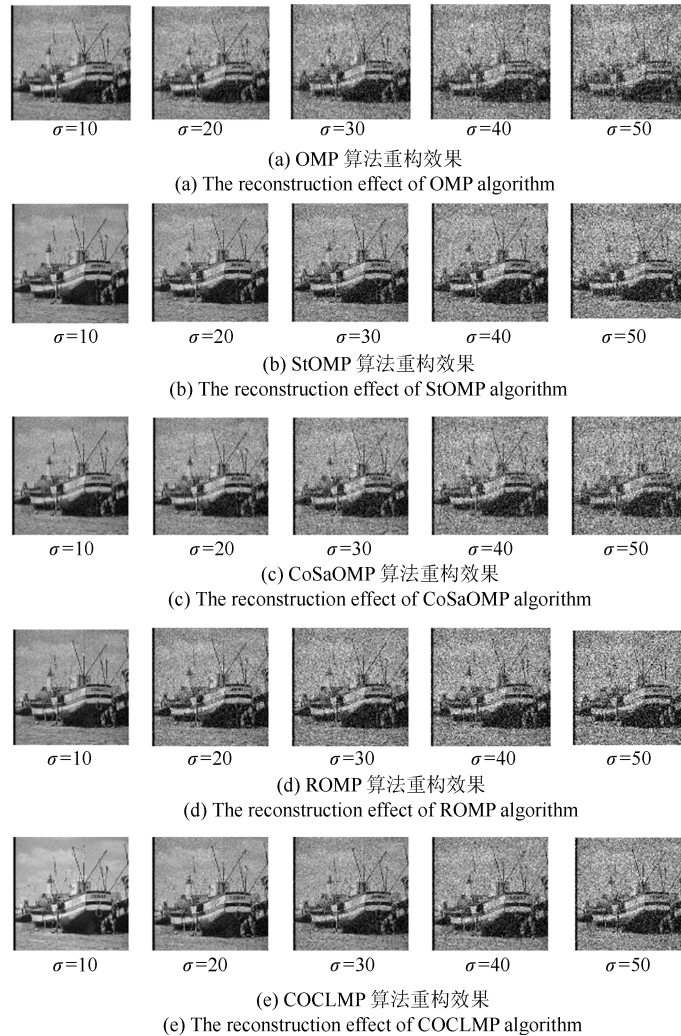 σ=10 σ=20 σ=30 σ=40 σ=50
(a) OMP 算法重构效果
(a) The reconstruction effect of OMP algorithm
σ=10 σ=20 σ=30 σ=40 σ=50
(b) StOMP 算法重构效果
(b) The reconstruction effect of StOMP algorithm
σ=10 σ=20 σ=30 σ=40 σ=50
(c) CoSaOMP 算法重构效果
(c) The reconstruction effect of CoSaOMP algorithm
σ=10 σ=20 σ=30 σ=40 σ=50
(d) ROMP 算法重构效果
(d) The reconstruction effect of ROMP algorithm
σ=10 σ=20 σ=30 σ=40 σ=50
(e) COCLMP 算法重构效果
(e) The reconstruction effect of COCLMP algorithm